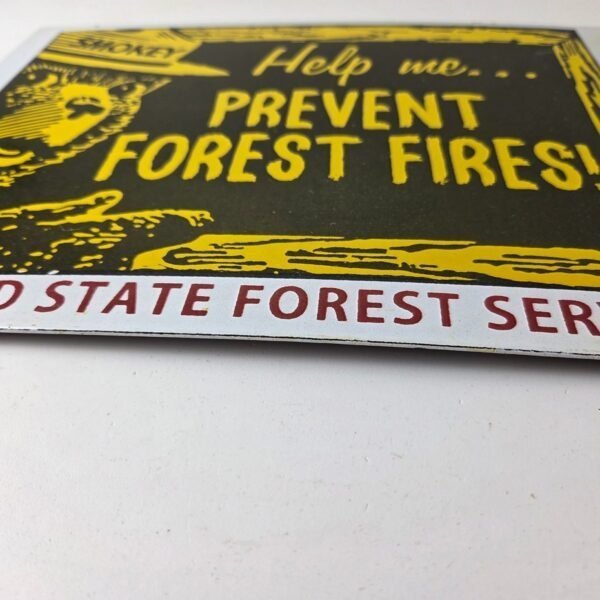 SMOKEY
Help me...
PREVENT
FOREST FIRES!
D STATE FOREST SER